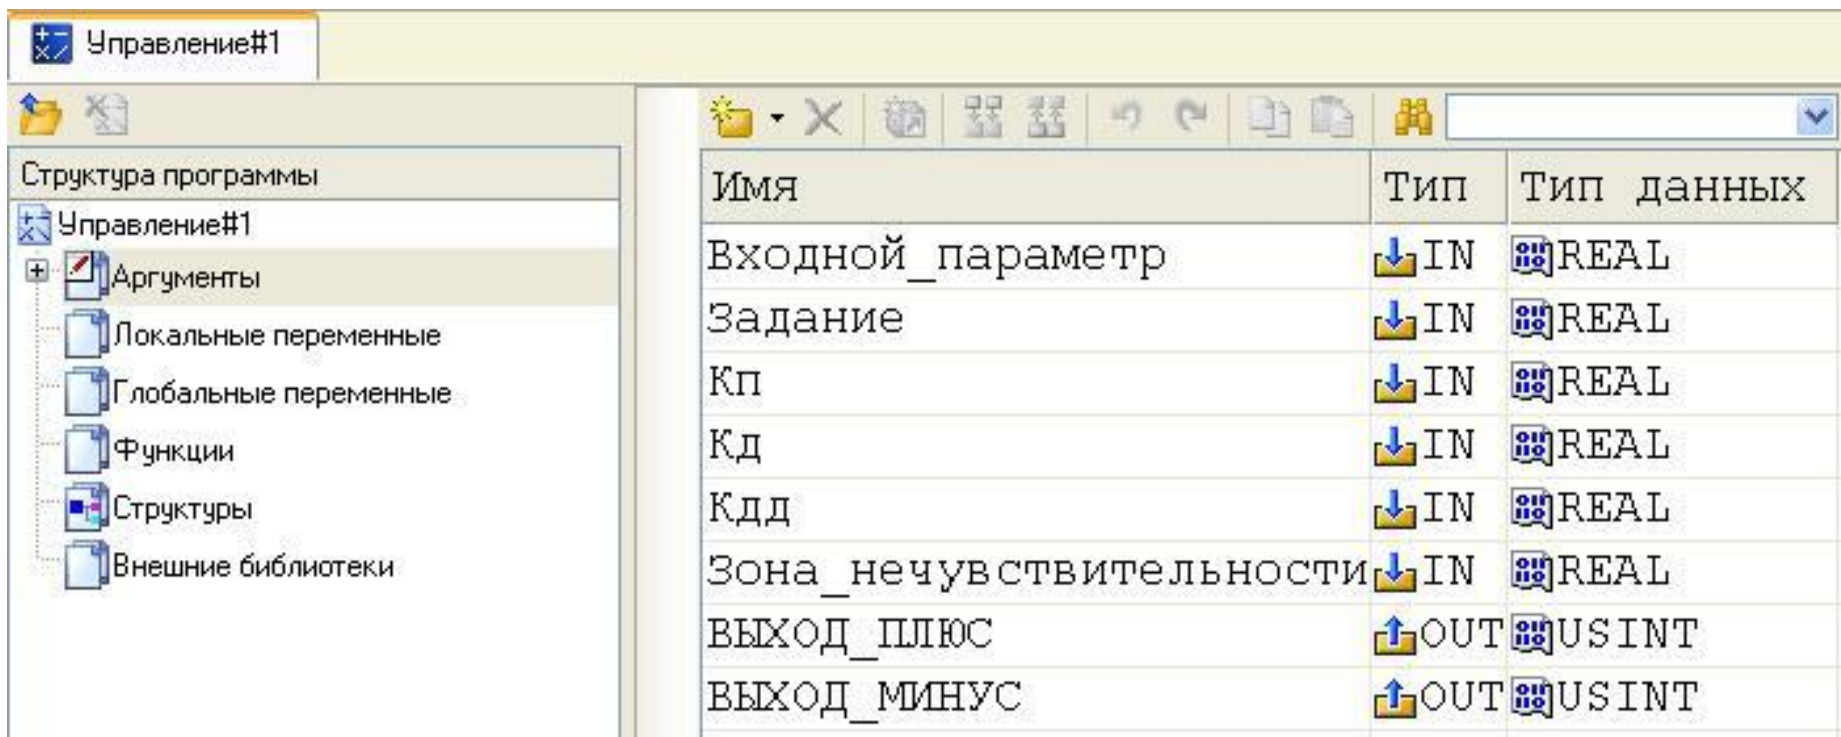 Управление#1
Структура программы
Управление#1
Аргументы
Локальные переменные
Глобальные переменные
Функции
Структуры
Внешние библиотеки
Имя Тип Тип данных
Входной_параметр IN REAL
Задание IN REAL
Кп IN REAL
Кд IN REAL
Кдд IN REAL
Зона_нечувствительности IN REAL
ВЫХОД_ПЛЮС OUT USINT
ВЫХОД_МИНУС OUT USINT